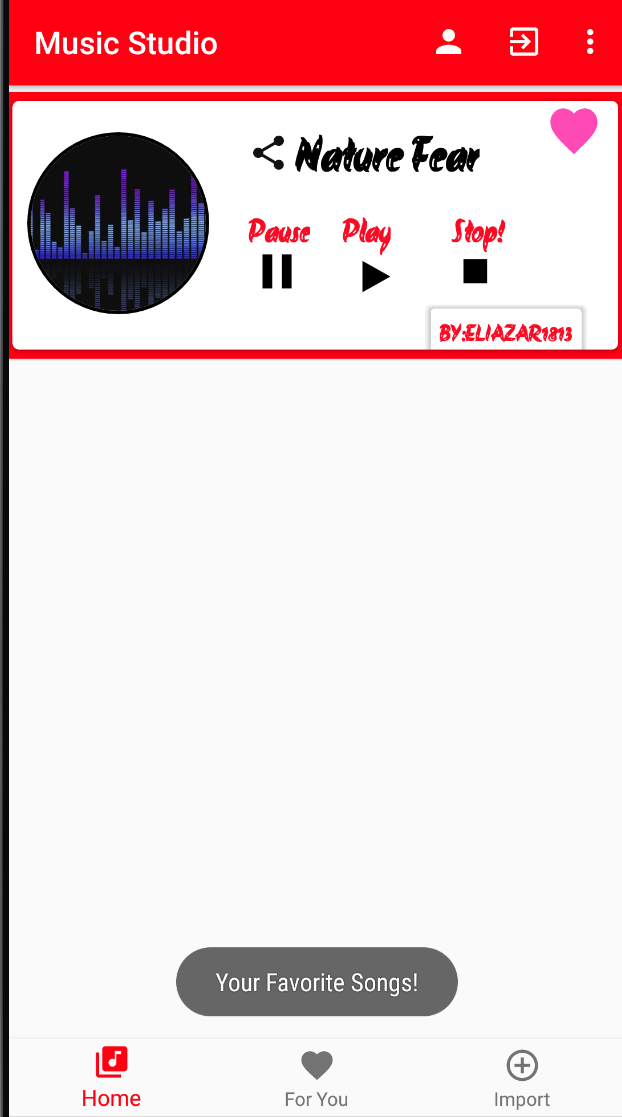 Music Studio
Nature Fear
Pause Play Stop!
BY:ELIAZAR1813
Your Favorite Songs!
Home For You Import